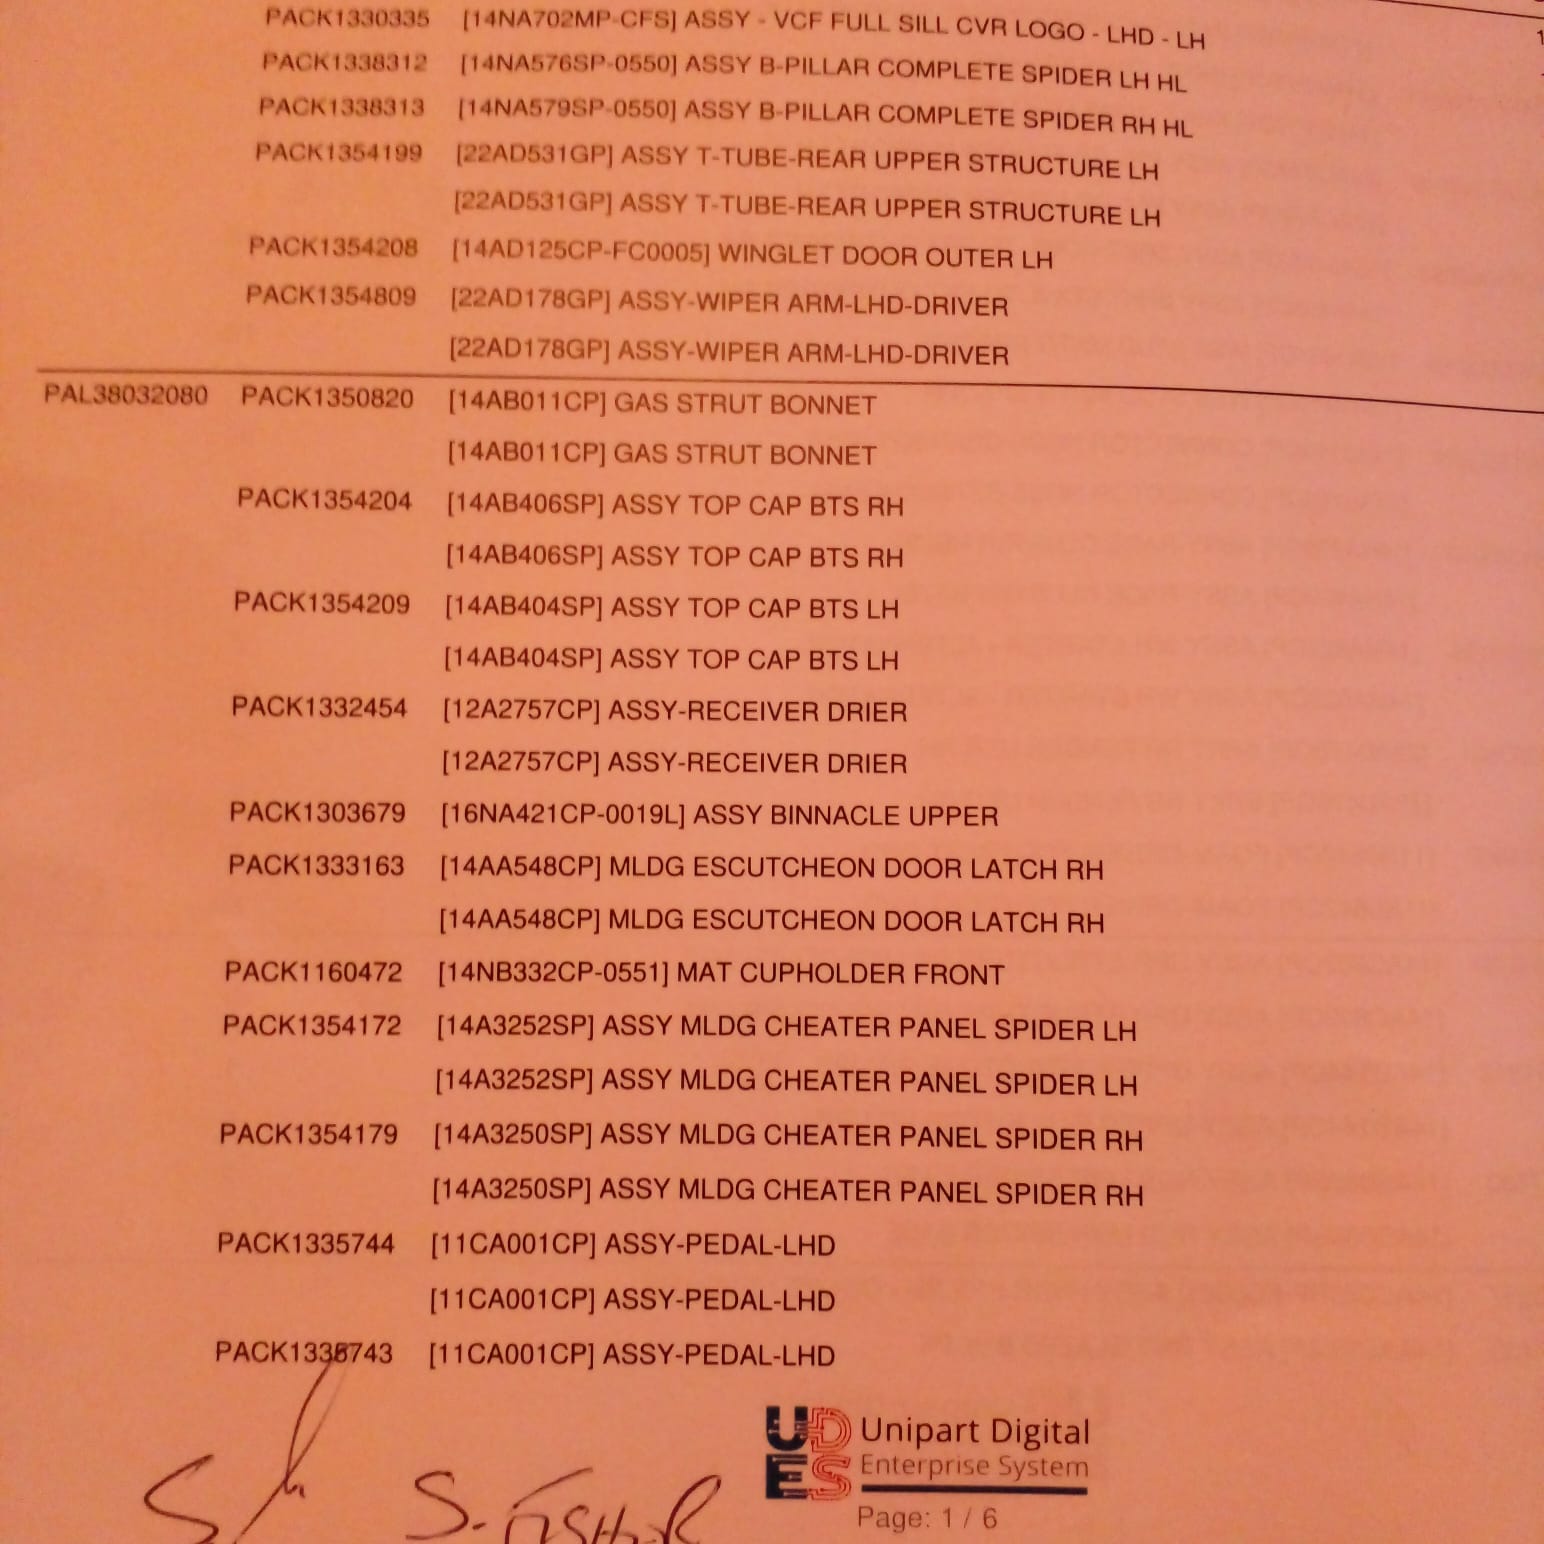 PACK1330335 [14NA702MP-CFS] ASSY - VCF FULL SILL CVR LOGO - LHD - LH 1
PACK1338312 [14NA576SP-0550] ASSY B-PILLAR COMPLETE SPIDER LH HL
PACK1338313 [14NA579SP-0550] ASSY B-PILLAR COMPLETE SPIDER RH HL
PACK1354199 [22AD531GP] ASSY T-TUBE-REAR UPPER STRUCTURE LH
[22AD531GP] ASSY T-TUBE-REAR UPPER STRUCTURE LH
PACK1354208 [14AD125CP-FC0005] WINGLET DOOR OUTER LH
PACK1354809 [22AD178GP] ASSY-WIPER ARM-LHD-DRIVER
[22AD178GP] ASSY-WIPER ARM-LHD-DRIVER
PAL38032080 PACK1350820 [14AB011CP] GAS STRUT BONNET
[14AB011CP] GAS STRUT BONNET
PACK1354204 [14AB406SP] ASSY TOP CAP BTS RH
[14AB406SP] ASSY TOP CAP BTS RH
PACK1354209 [14AB404SP] ASSY TOP CAP BTS LH
[14AB404SP] ASSY TOP CAP BTS LH
PACK1332454 [12A2757CP] ASSY-RECEIVER DRIER
[12A2757CP] ASSY-RECEIVER DRIER
PACK1303679 [16NA421CP-0019L] ASSY BINNACLE UPPER
PACK1333163 [14AA548CP] MLDG ESCUTCHEON DOOR LATCH RH
[14AA548CP] MLDG ESCUTCHEON DOOR LATCH RH
PACK1160472 [14NB332CP-0551] MAT CUPHOLDER FRONT
PACK1354172 [14A3252SP] ASSY MLDG CHEATER PANEL SPIDER LH
[14A3252SP] ASSY MLDG CHEATER PANEL SPIDER LH
PACK1354179 [14A3250SP] ASSY MLDG CHEATER PANEL SPIDER RH
[14A3250SP] ASSY MLDG CHEATER PANEL SPIDER RH
PACK1335744 [11CA001CP] ASSY-PEDAL-LHD
[11CA001CP] ASSY-PEDAL-LHD
PACK1335743 [11CA001CP] ASSY-PEDAL-LHD
UDES Unipart Digital
Enterprise System
S. FISHER
Page: 1 / 6